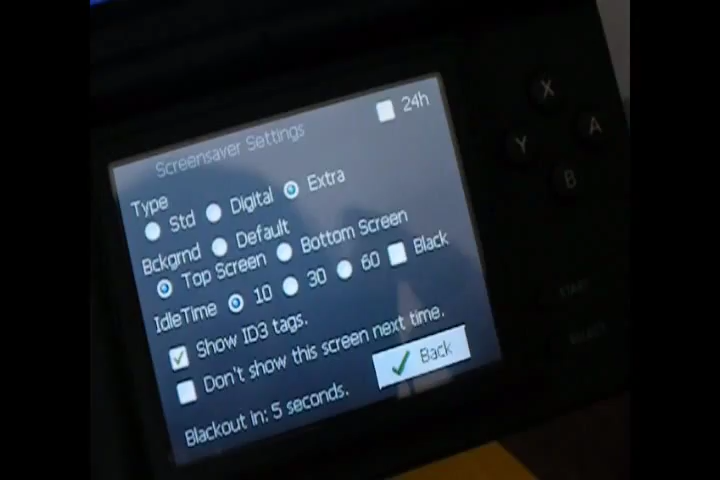 Screensaver Settings 24h
Type
Std Digital Extra
Bckgrnd Default
Top Screen Bottom Screen
IdleTime 10 30 60 Black
Show ID3 tags.
Don't show this screen next time.
Back
Blackout in: 5 seconds.
X
Y A
B
START
SELECT